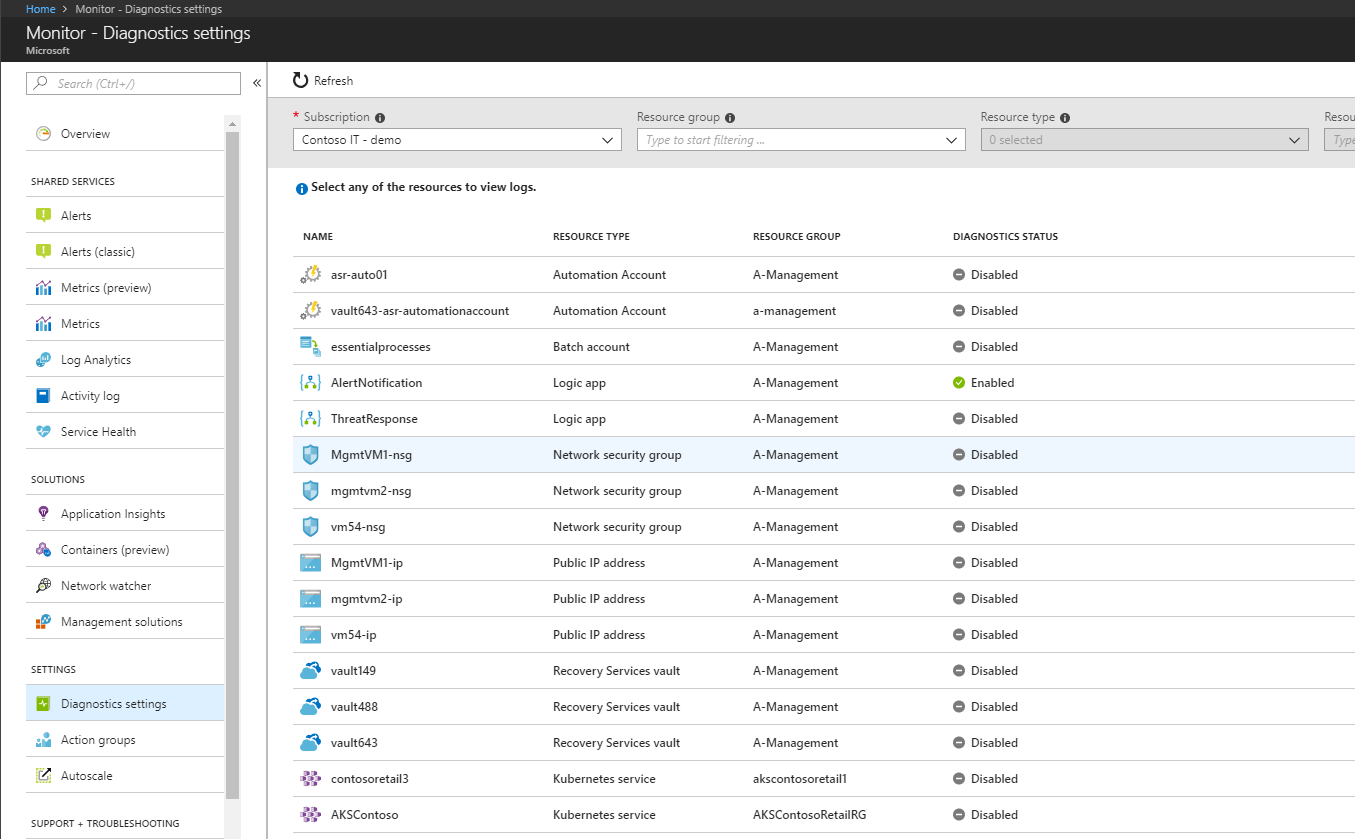 Home > Monitor - Diagnostics settings
Monitor - Diagnostics settings
Microsoft
Search (Ctrl+/)
«
Overview
SHARED SERVICES
Alerts
Alerts (classic)
Metrics (preview)
Metrics
Log Analytics
Activity log
Service Health
SOLUTIONS
Application Insights
Containers (preview)
Network watcher
Management solutions
SETTINGS
Diagnostics settings
Action groups
Autoscale
SUPPORT + TROUBLESHOOTING
Refresh
* Subscription Resource group Resource type Resou
Contoso IT - demo Type to start filtering ... 0 selected Type
Select any of the resources to view logs.
NAME RESOURCE TYPE RESOURCE GROUP DIAGNOSTICS STATUS
asr-auto01 Automation Account A-Management Disabled
vault643-asr-automationaccount Automation Account a-management Disabled
essentialprocesses Batch account A-Management Disabled
AlertNotification Logic app A-Management Enabled
ThreatResponse Logic app A-Management Disabled
MgmtVM1-nsg Network security group A-Management Disabled
mgmtvm2-nsg Network security group A-Management Disabled
vm54-nsg Network security group A-Management Disabled
MgmtVM1-ip Public IP address A-Management Disabled
mgmtvm2-ip Public IP address A-Management Disabled
vm54-ip Public IP address A-Management Disabled
vault149 Recovery Services vault A-Management Disabled
vault488 Recovery Services vault A-Management Disabled
vault643 Recovery Services vault A-Management Disabled
contosoretail3 Kubernetes service akscontosoretail1 Disabled
AKSContoso Kubernetes service AKSContosoRetailRG Disabled